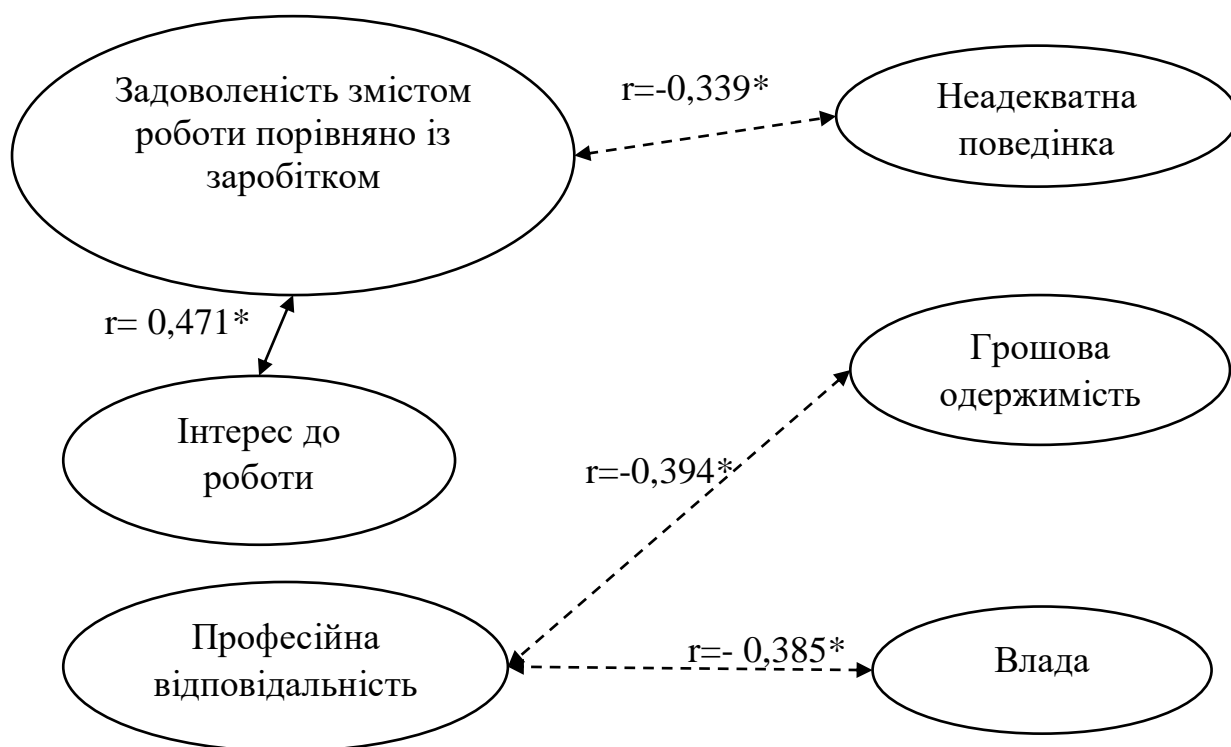 Задоволеність змістом
роботи порівняно із
заробітком
r=-0,339*
Неадекватна
поведінка
r= 0,471*
Грошова
одержимість
Інтерес до
роботи
r=-0,394*
Професійна
відповідальність
r=- 0,385*
Влада